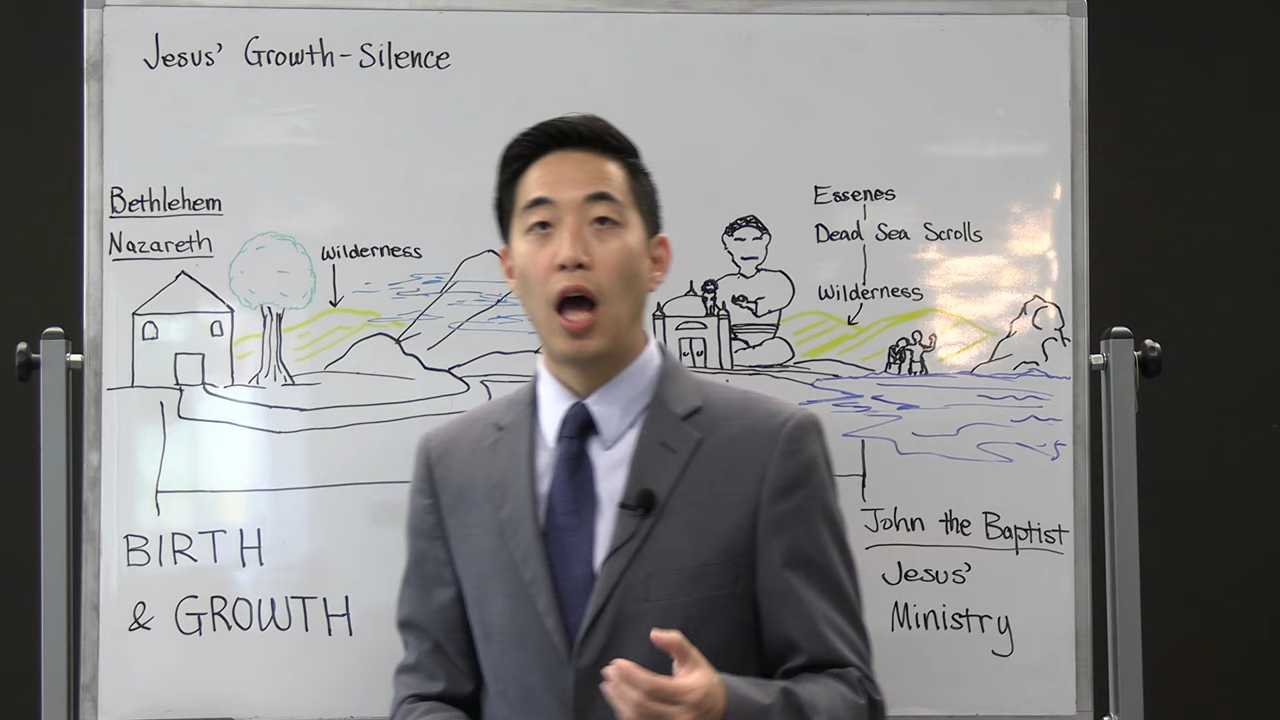 Jesus' Growth-Silence
Bethlehem
Nazareth
Wilderness
Essenes
Dead Sea Scrolls
Wilderness
BIRTH
& GROWTH
John the Baptist
Jesus'
Ministry